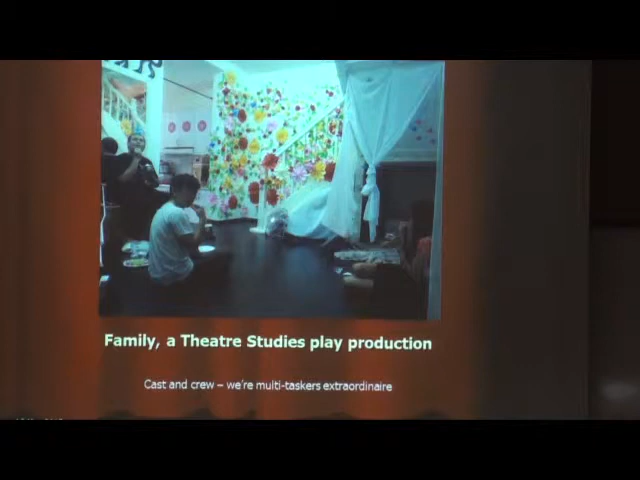 Family, a Theatre Studies play production
Cast and crew – we're multi-taskers extraordinaire